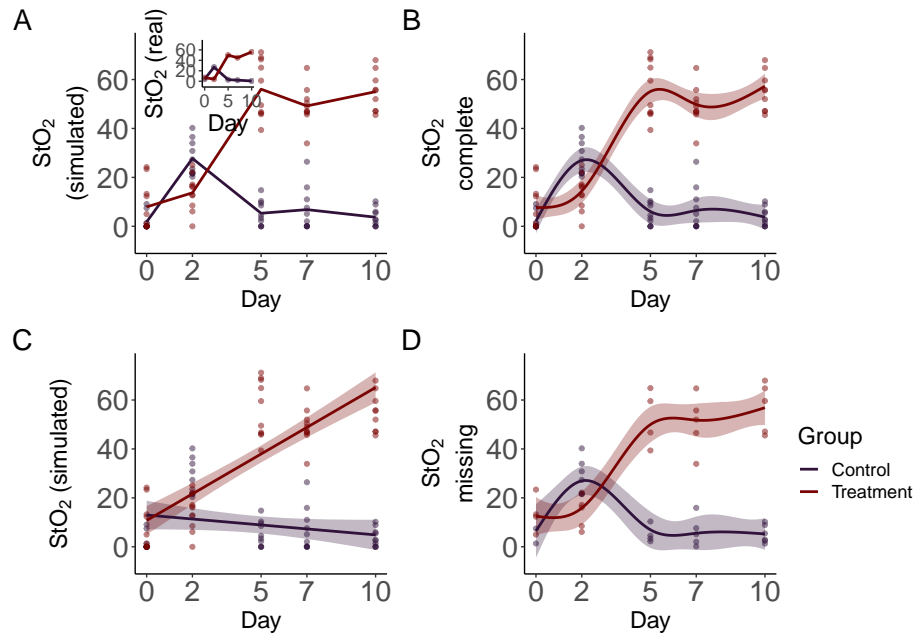 A
StO2 (simulated)
60
40
20
0
0 2 5 7 10
Day
StO2 (real)
60
40
20
0
0 5 10
Day
B
StO2
complete
60
40
20
0
0 2 5 7 10
Day
C
StO2 (simulated)
60
40
20
0
0 2 5 7 10
Day
D
StO2
missing
60
40
20
0
0 2 5 7 10
Day
Group
Control
Treatment